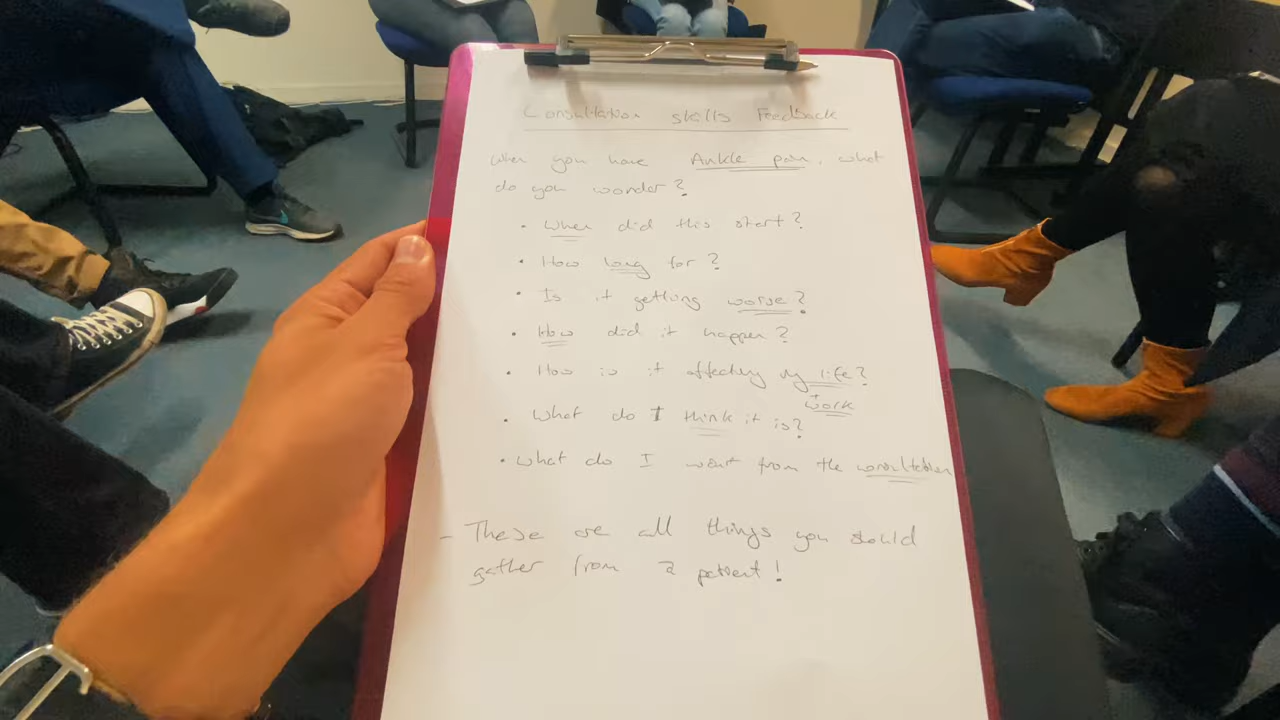 Consultation skills Feedback
When you have Ankle pain, what
do you wonder?
• When did this start?
• How long for?
• Is it getting worse?
• How did it happen?
• How is it affecting my life?
+ work
• What do I think it is?
• What do I want from the consultation
- These are all things you should
gather from a patient!